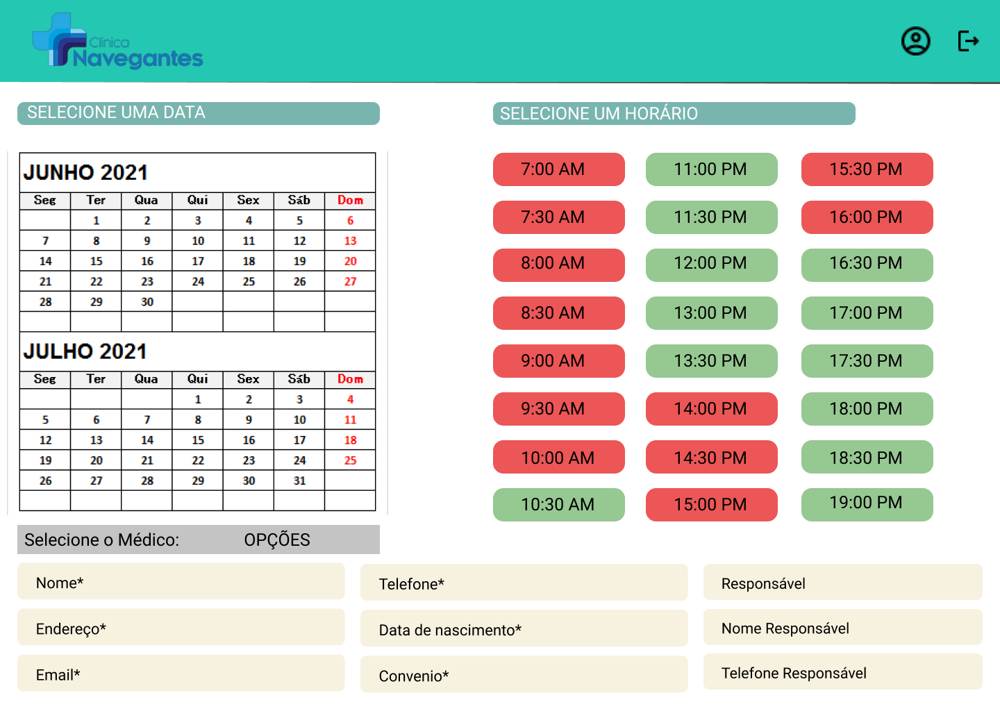 Clínica
Navegantes
SELECIONE UMA DATA
JUNHO 2021
Seg Ter Qua Qui Sex Sáb Dom
1 2 3 4 5 6
7 8 9 10 11 12 13
14 15 16 17 18 19 20
21 22 23 24 25 26 27
28 29 30
JULHO 2021
Seg Ter Qua Qui Sex Sáb Dom
1 2 3 4
5 6 7 8 9 10 11
12 13 14 15 16 17 18
19 20 21 22 23 24 25
26 27 28 29 30 31
Selecione o Médico: OPÇÕES
SELECIONE UM HORÁRIO
7:00 AM 11:00 PM 15:30 PM
7:30 AM 11:30 PM 16:00 PM
8:00 AM 12:00 PM 16:30 PM
8:30 AM 13:00 PM 17:00 PM
9:00 AM 13:30 PM 17:30 PM
9:30 AM 14:00 PM 18:00 PM
10:00 AM 14:30 PM 18:30 PM
10:30 AM 15:00 PM 19:00 PM
Nome* Telefone* Responsável
Endereço* Data de nascimento* Nome Responsável
Email* Convenio* Telefone Responsável